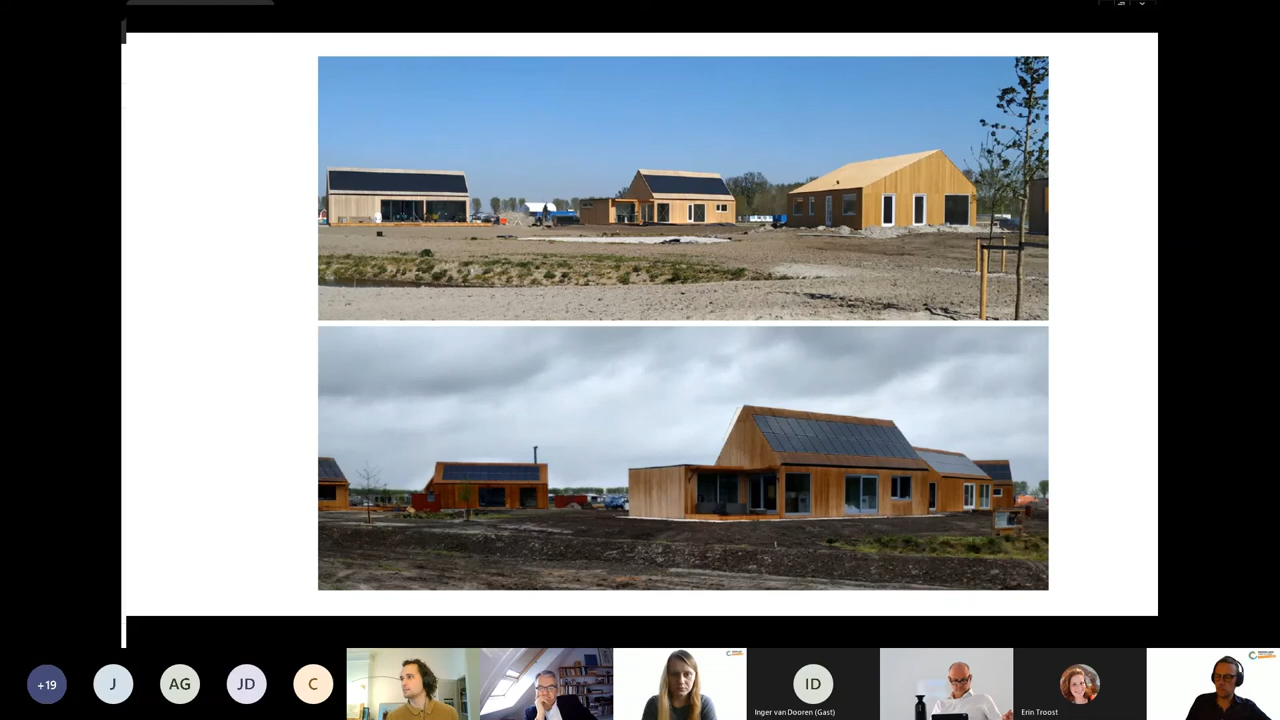 +19
J
AG
JD
C
ID
Inger van Dooren (Gast)
Erin Troost